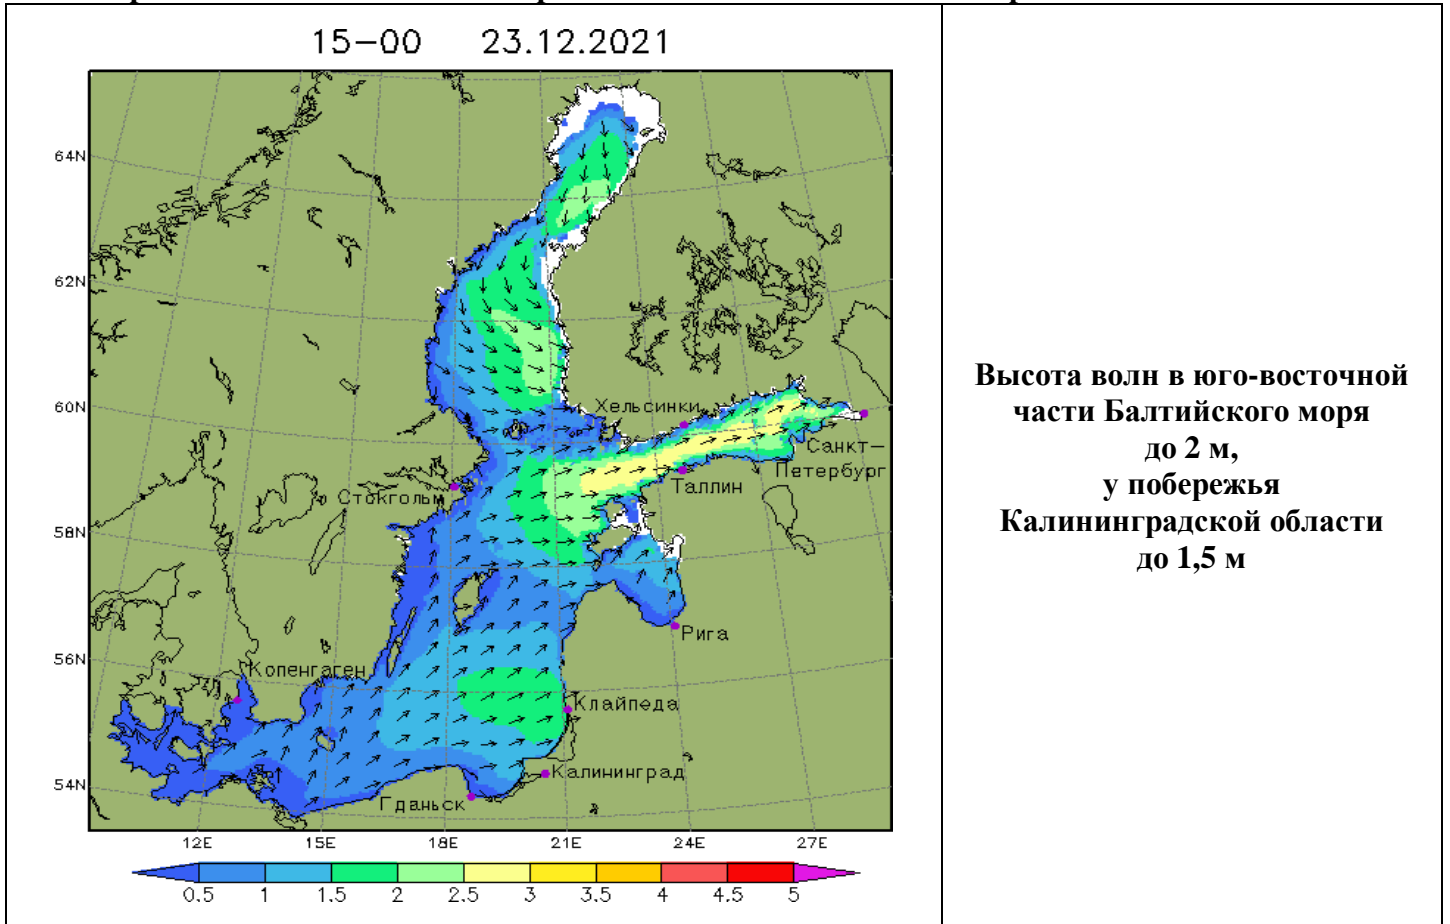 15-00 23.12.2021
64N
62N
60N
58N
56N
54N
Хельсинки
Санкт-
Петербург
Таллин
Стокгольм
Рига
Копенгаген
Клайпеда
Калининград
Гданьск
12E 15E 18E 21E 24E 27E
0.5 1 1.5 2 2.5 3 3.5 4 4.5 5
Высота волн в юго-восточной
части Балтийского моря
до 2 м,
у побережья
Калининградской области
до 1,5 м